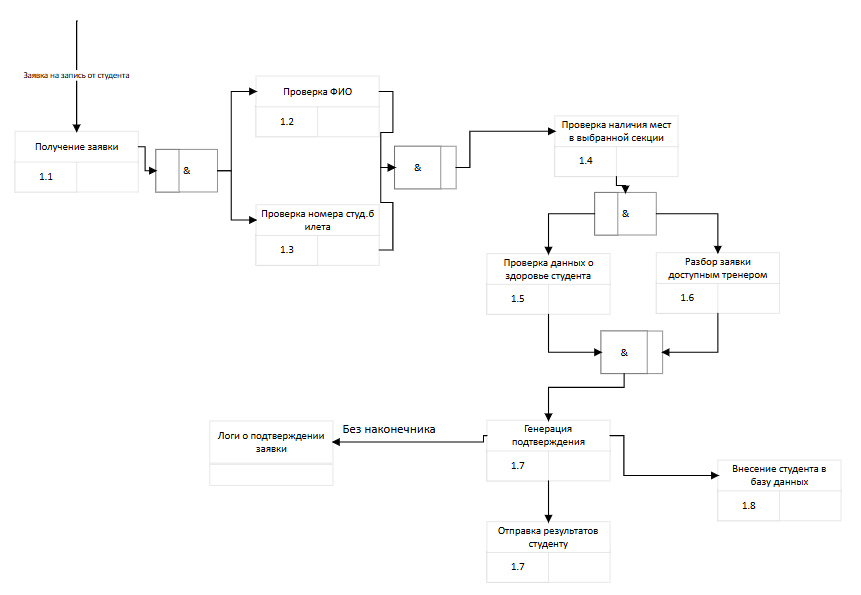 Заявка на запись от студента
Получение заявки
1.1
&
Проверка ФИО
1.2
Проверка номера студ.б
илета
1.3
&
Проверка наличия мест
в выбранной секции
1.4
&
Проверка данных о
здоровье студента
1.5
Разбор заявки
доступным тренером
1.6
&
Генерация
подтверждения
1.7
Без наконечника
Логи о подтверждении
заявки
Внесение студента в
базу данных
1.8
Отправка результатов
студенту
1.7